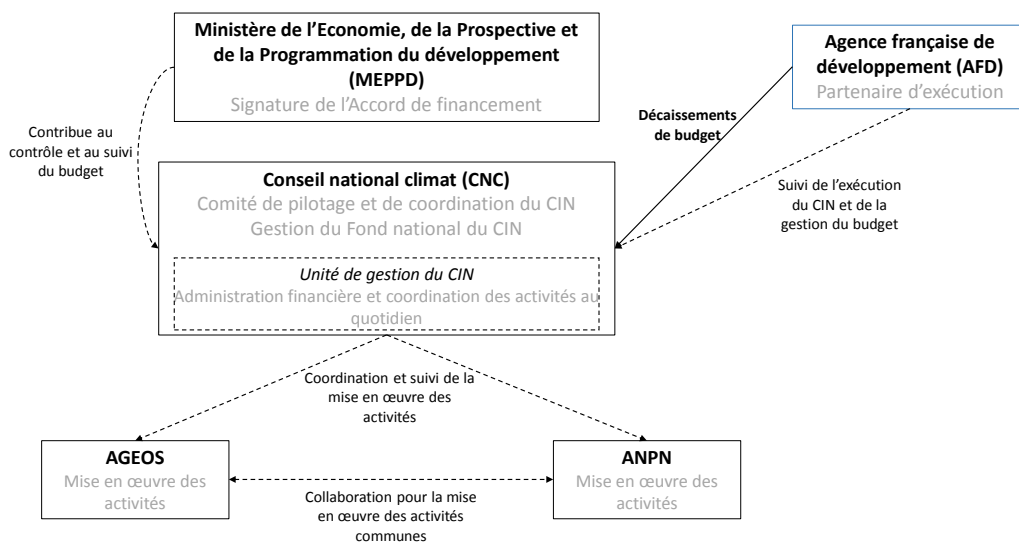 Ministère de l’Economie, de la Prospective et
de la Programmation du développement
(MEPPD)
Signature de l’Accord de financement
Agence française de
développement (AFD)
Partenaire d’exécution
Contribue au
contrôle et au suivi
du budget
Décaissements
de budget
Conseil national climat (CNC)
Comité de pilotage et de coordination du CIN
Gestion du Fond national du CIN
Suivi de l’exécution
du CIN et de la
gestion du budget
Unité de gestion du CIN
Administration financière et coordination des activités au
quotidien
Coordination et suivi de la
mise en œuvre des
activités
AGEOS
Mise en œuvre des
activités
ANPN
Mise en œuvre des
activités
Collaboration pour la mise
en œuvre des activités
communes